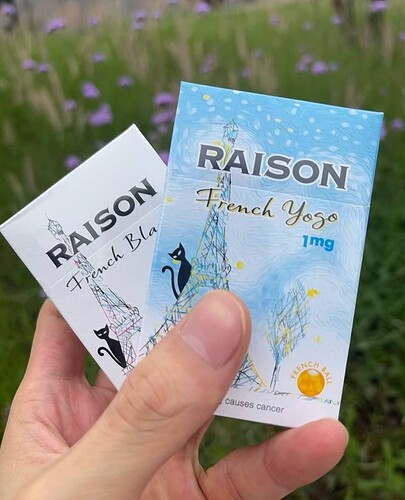 RAISON
French Bla
RAISON
French Yogo
1mg
FRENCH BALL
causes cancer